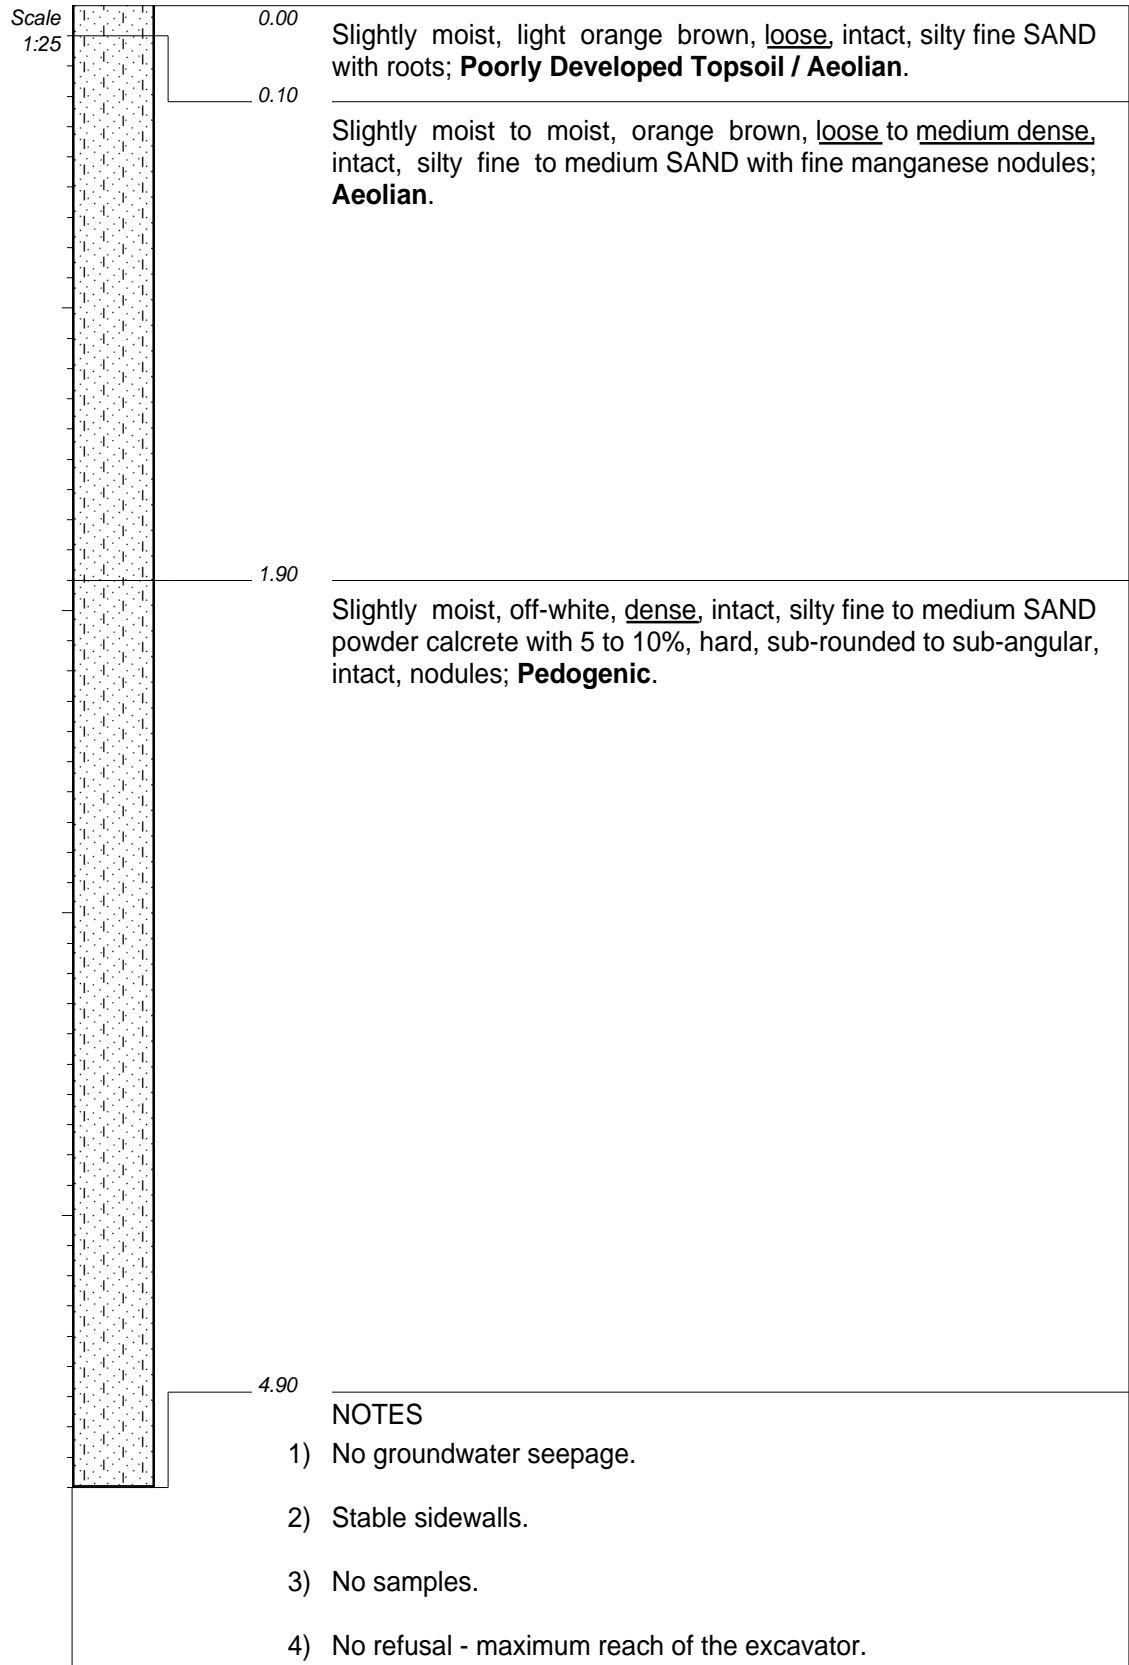 Scale
1:25
0.00
Slightly moist, light orange brown, loose, intact, silty fine SAND
with roots; Poorly Developed Topsoil / Aeolian.
0.10
Slightly moist to moist, orange brown, loose to medium dense,
intact, silty fine to medium SAND with fine manganese nodules;
Aeolian.
1.90
Slightly moist, off-white, dense, intact, silty fine to medium SAND
powder calcrete with 5 to 10%, hard, sub-rounded to sub-angular,
intact, nodules; Pedogenic.
4.90
NOTES
1) No groundwater seepage.
2) Stable sidewalls.
3) No samples.
4) No refusal - maximum reach of the excavator.